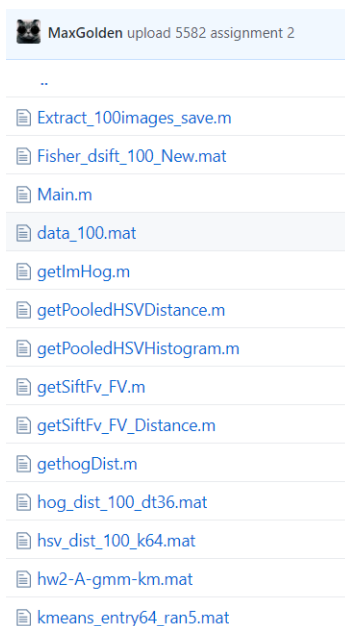 MaxGolden upload 5582 assignment 2
..
Extract_100images_save.m
Fisher_dsift_100_New.mat
Main.m
data_100.mat
getImHog.m
getPooledHSVDistance.m
getPooledHSVHistogram.m
getSiftFv_FV.m
getSiftFv_FV_Distance.m
gethogDist.m
hog_dist_100_dt36.mat
hsv_dist_100_k64.mat
hw2-A-gmm-km.mat
kmeans_entry64_ran5.mat